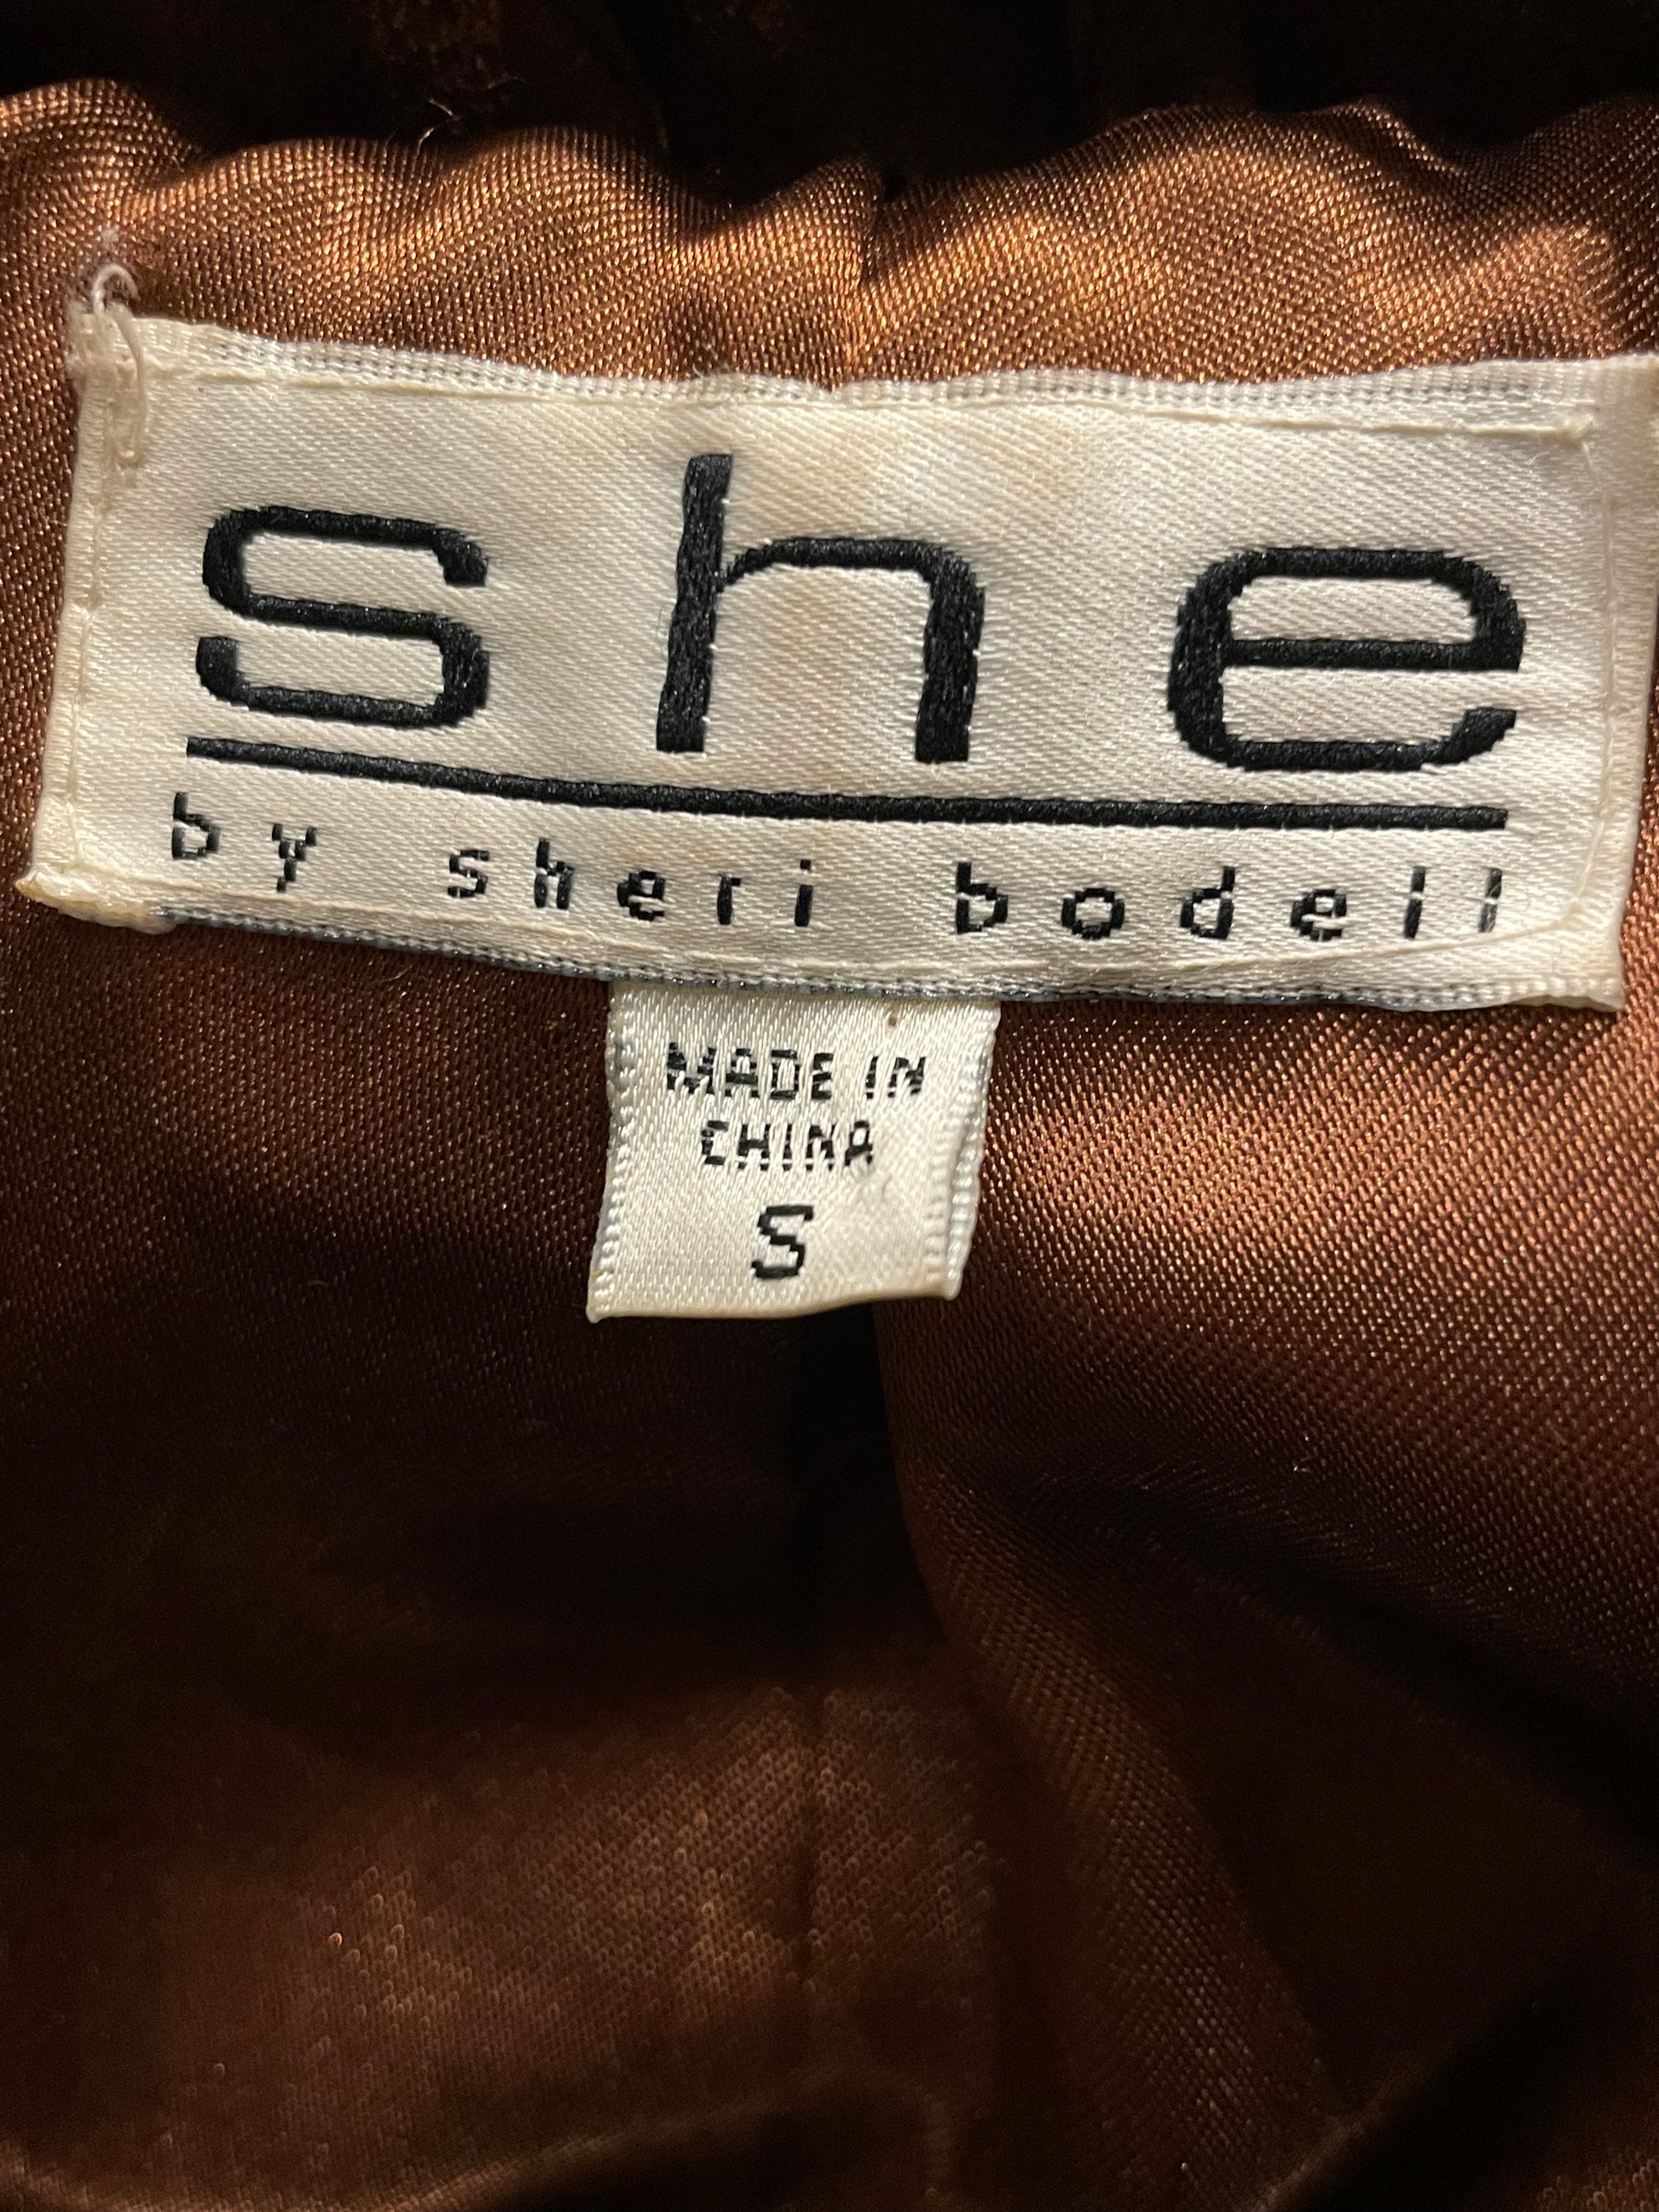 she
by sheri bodell
MADE IN
CHINA
S